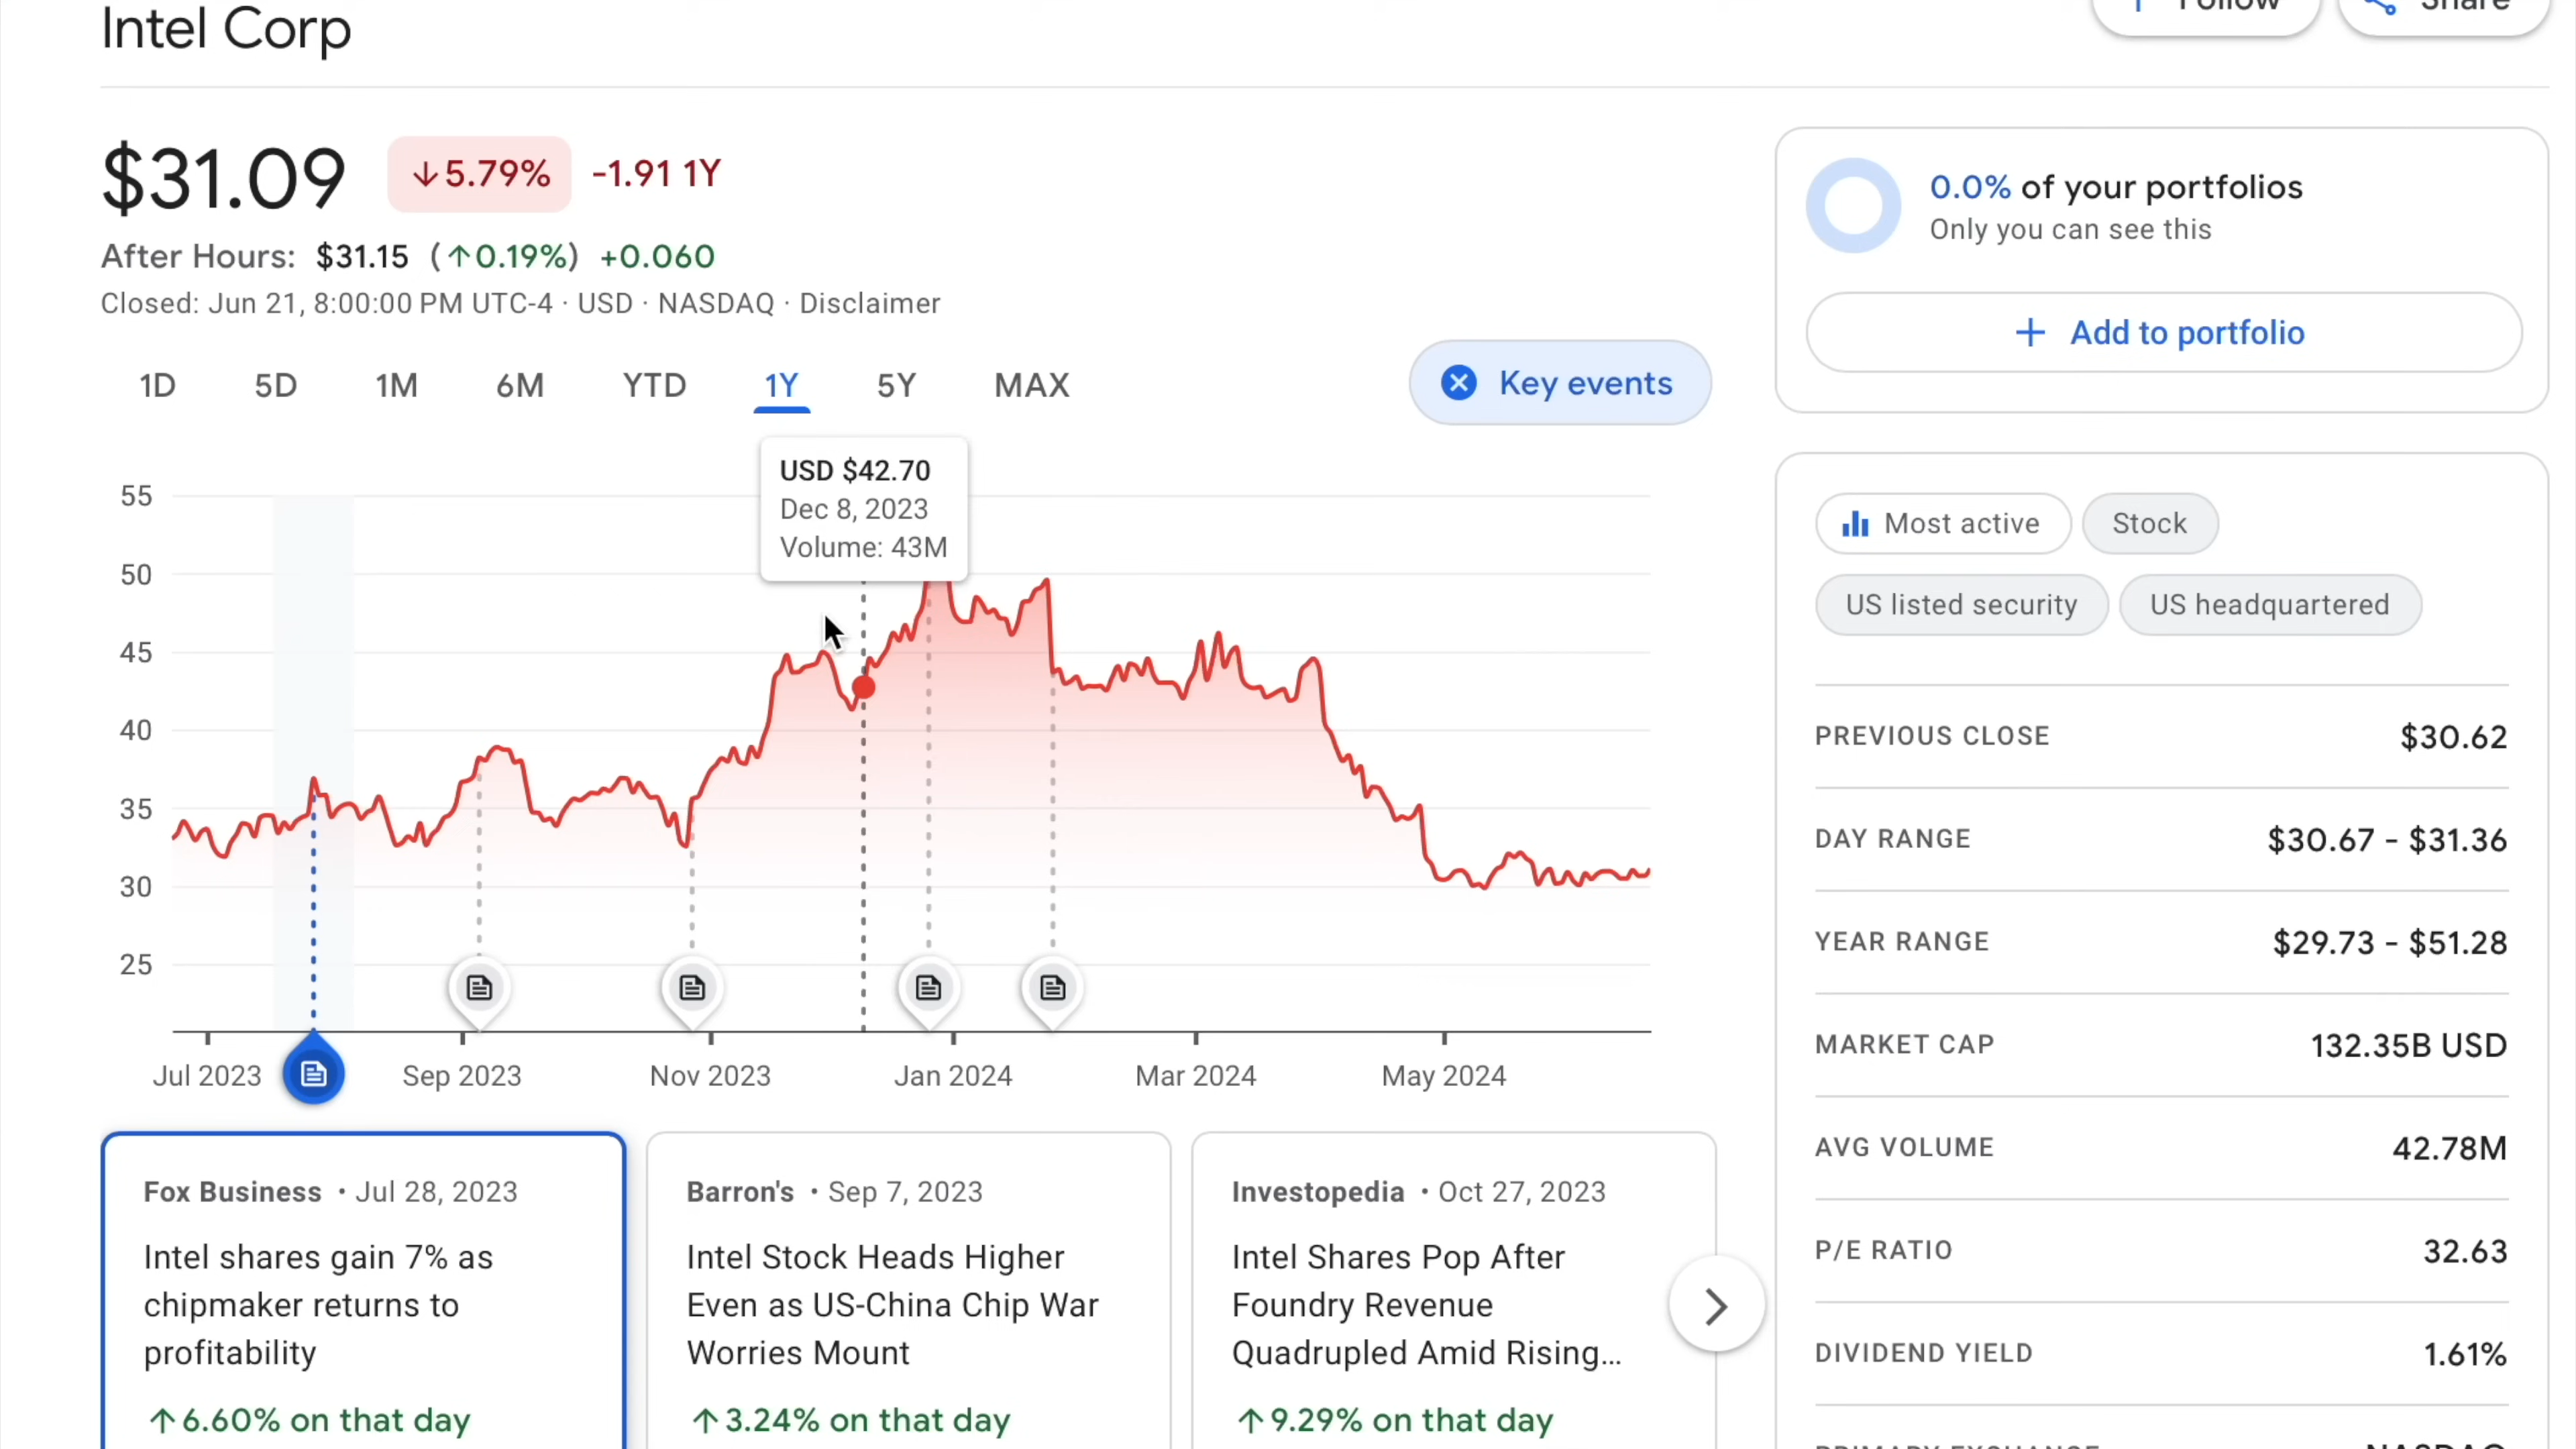 Intel Corp
Follow
Share
$31.09 ↓5.79% -1.91 1Y
After Hours: $31.15 (↑0.19%) +0.060
Closed: Jun 21, 8:00:00 PM UTC-4 · USD · NASDAQ · Disclaimer
1D 5D 1M 6M YTD 1Y 5Y MAX
Key events
USD $42.70
Dec 8, 2023
Volume: 43M
55
50
45
40
35
30
25
Jul 2023 Sep 2023 Nov 2023 Jan 2024 Mar 2024 May 2024
Fox Business · Jul 28, 2023
Intel shares gain 7% as
chipmaker returns to
profitability
↑6.60% on that day
Barron's · Sep 7, 2023
Intel Stock Heads Higher
Even as US-China Chip War
Worries Mount
↑3.24% on that day
Investopedia · Oct 27, 2023
Intel Shares Pop After
Foundry Revenue
Quadrupled Amid Rising...
↑9.29% on that day
0.0% of your portfolios
Only you can see this
+ Add to portfolio
Most active
Stock
US listed security
US headquartered
PREVIOUS CLOSE $30.62
DAY RANGE $30.67 - $31.36
YEAR RANGE $29.73 - $51.28
MARKET CAP 132.35B USD
AVG VOLUME 42.78M
P/E RATIO 32.63
DIVIDEND YIELD 1.61%
PRIMARY EXCHANGE NASDAQ